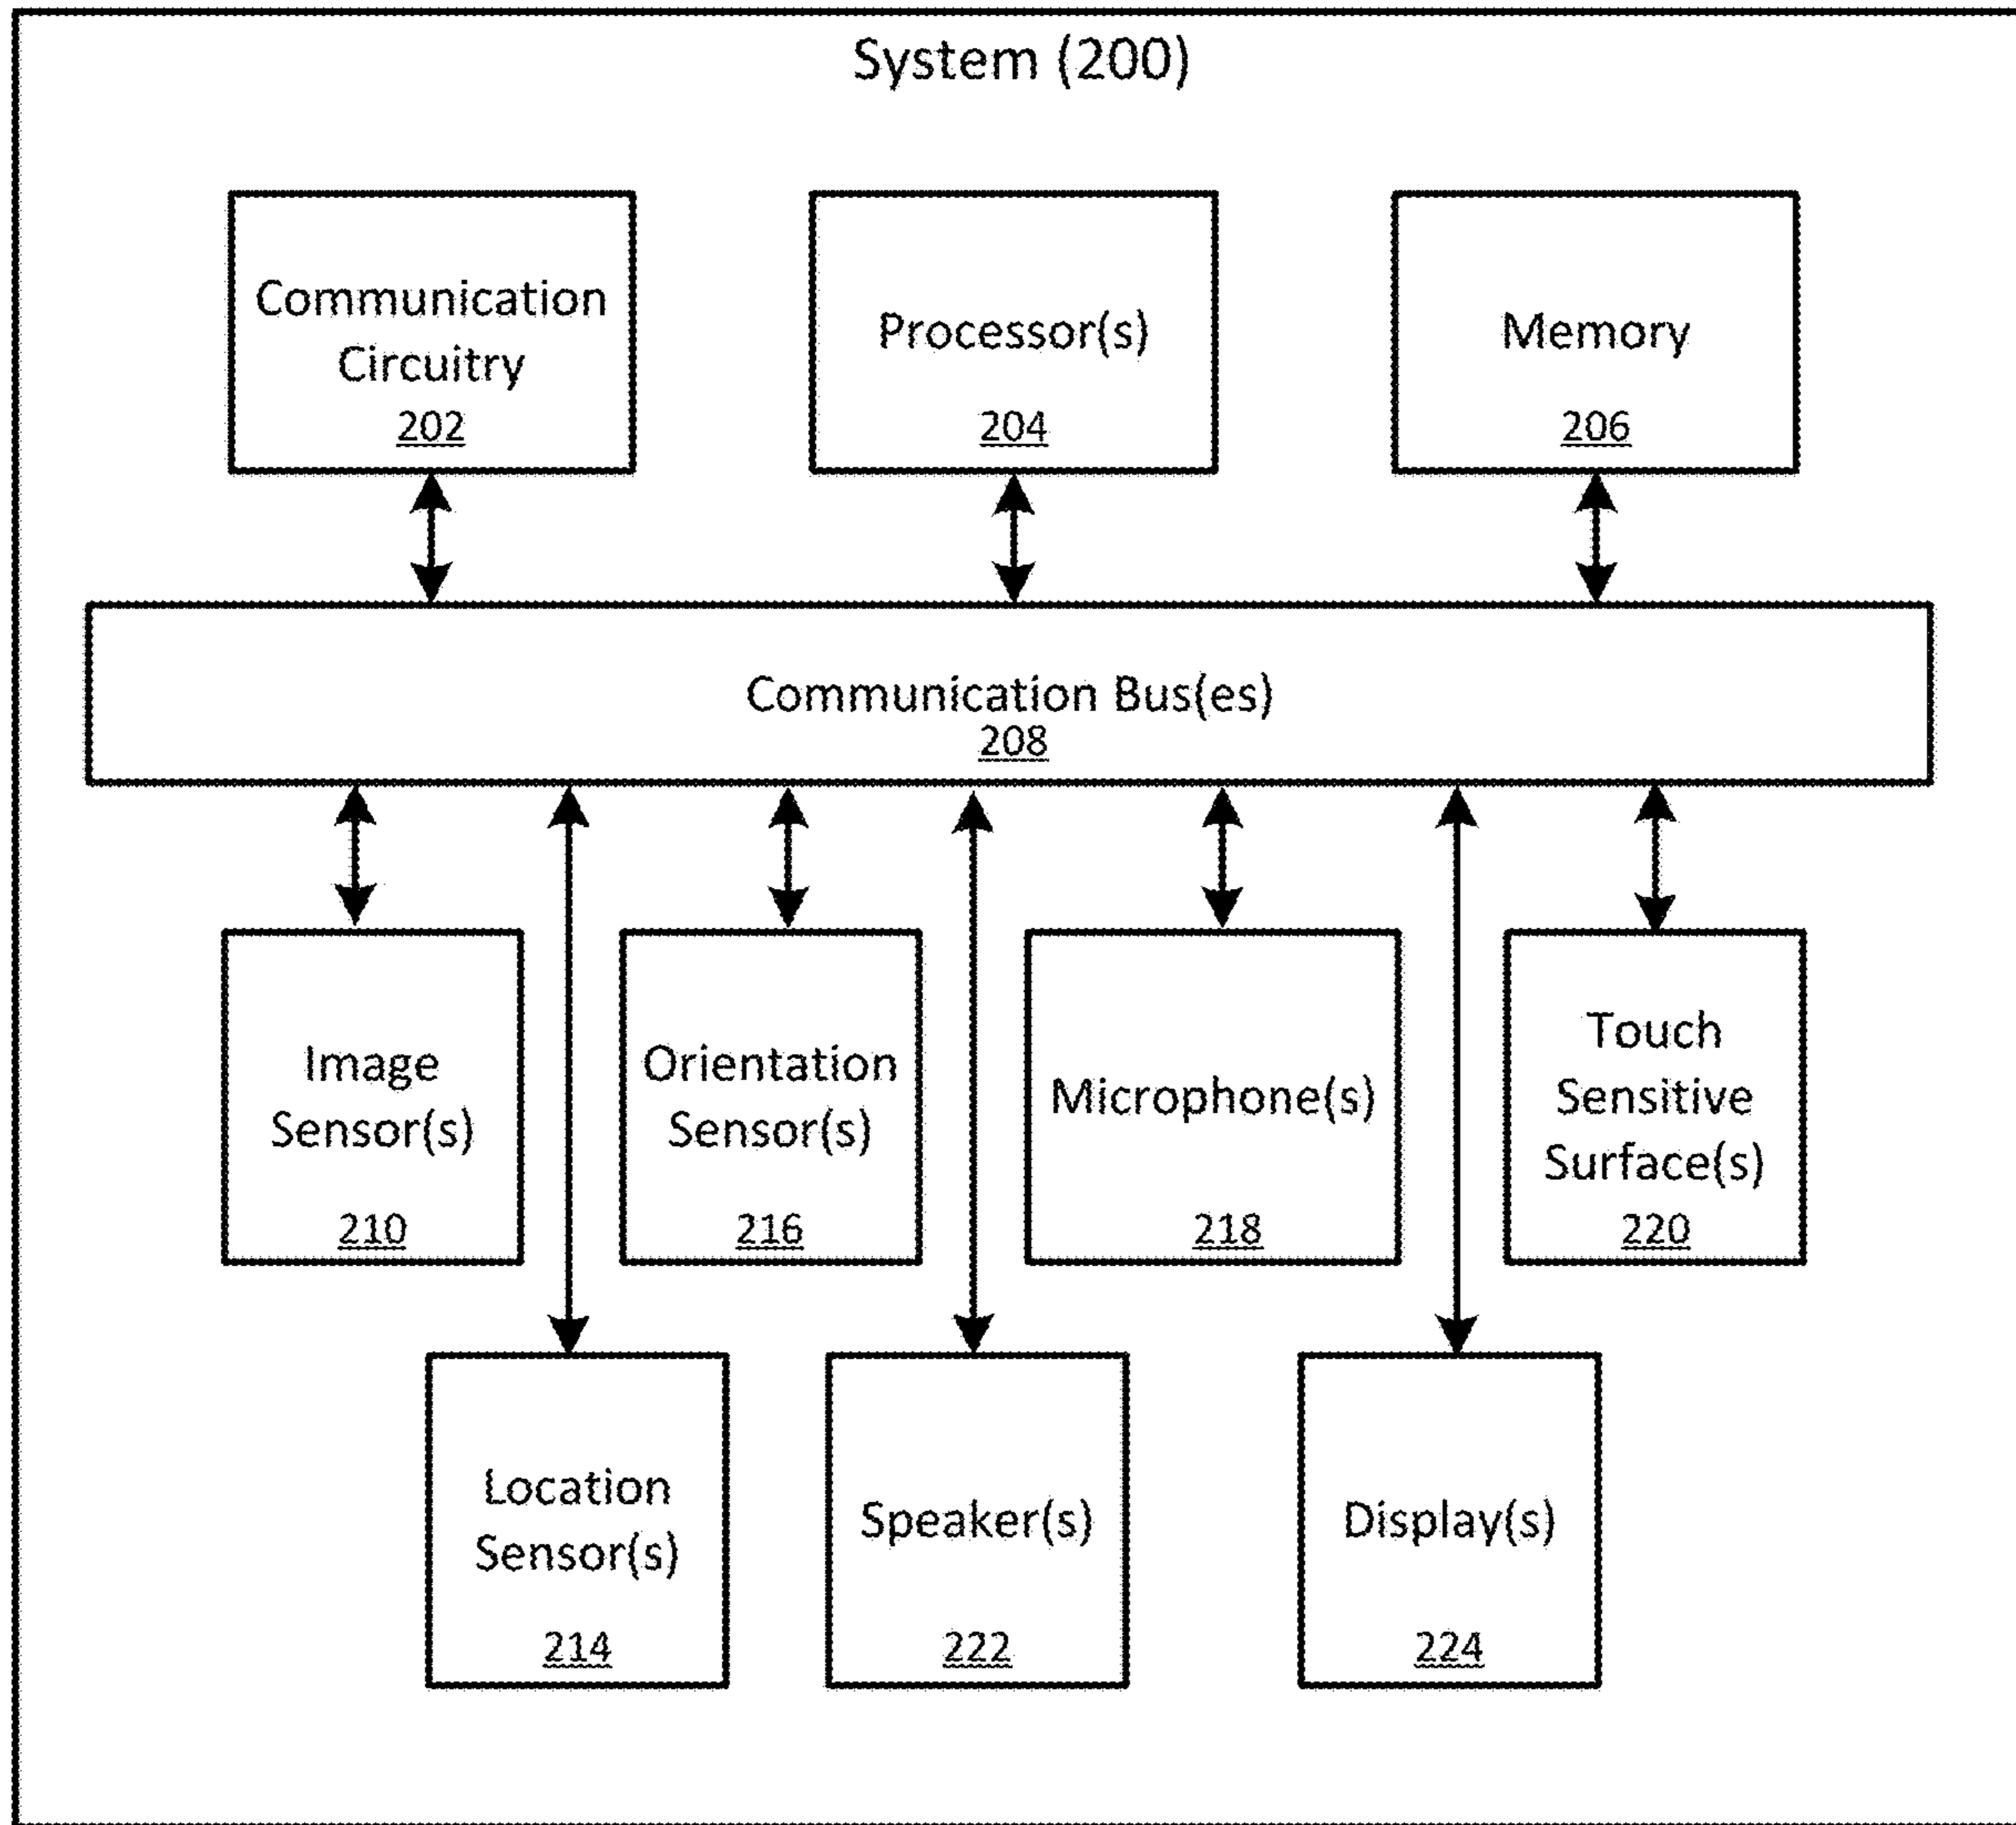 System (200)
Communication
Circuitry
202
Processor(s)
204
Memory
206
Communication Bus(es)
208
Image
Sensor(s)
210
Orientation
Sensor(s)
216
Microphone(s)
218
Touch
Sensitive
Surface(s)
220
Location
Sensor(s)
214
Speaker(s)
222
Display(s)
224